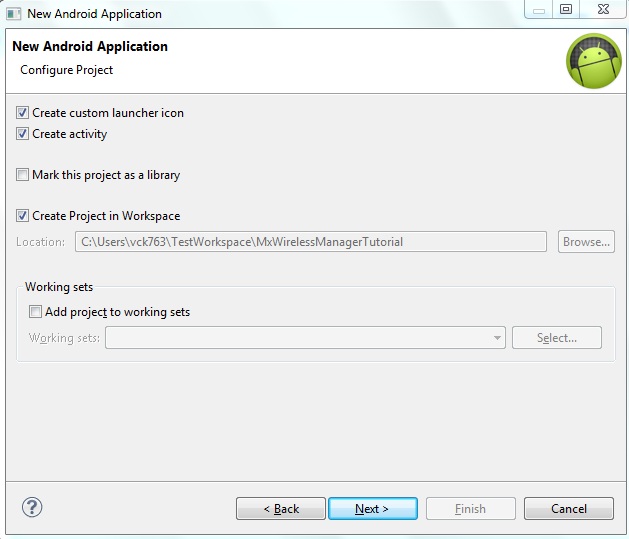 New Android Application
New Android Application
Configure Project
Create custom launcher icon
Create activity
Mark this project as a library
Create Project in Workspace
Location: C:\Users\vck763\TestWorkspace\MxWirelessManagerTutorial Browse...
Working sets
Add project to working sets
Working sets: Select...
< Back Next > Finish Cancel